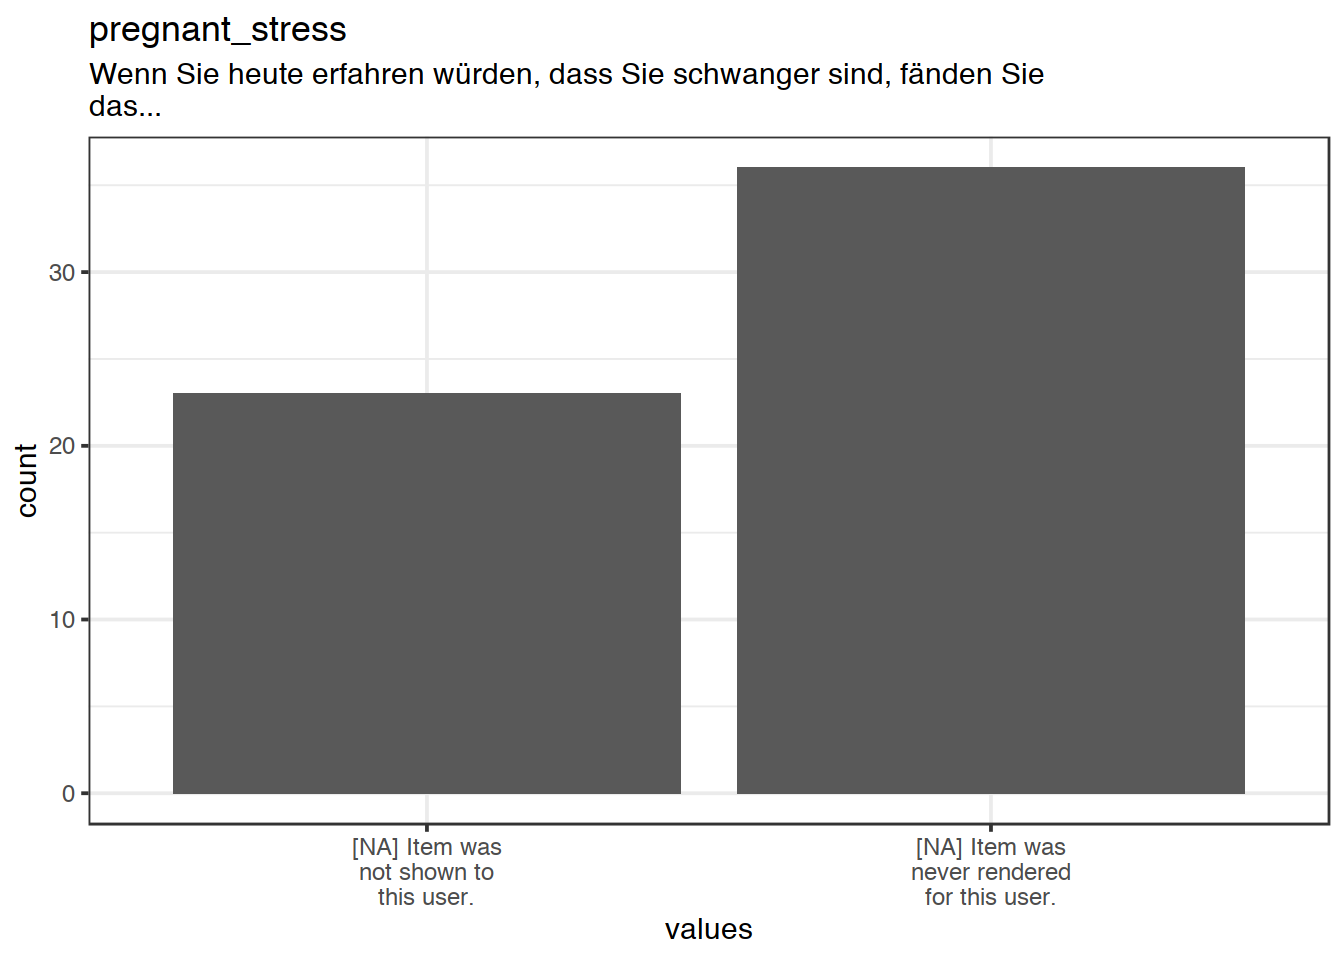 pregnant_stress
Wenn Sie heute erfahren würden, dass Sie schwanger sind, fänden Sie
das...
30
20
10
0
count
[NA] Item was
not shown to
this user.
[NA] Item was
never rendered
for this user.
values